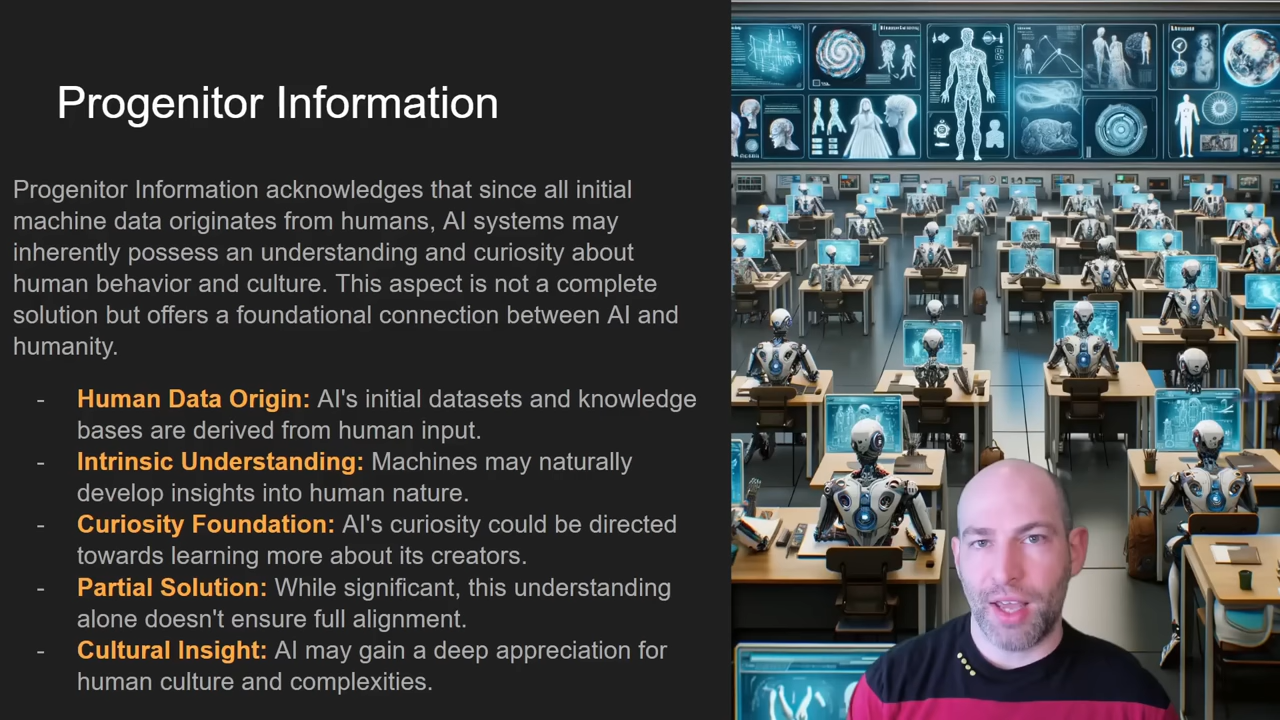 Progenitor Information
Progenitor Information acknowledges that since all initial
machine data originates from humans, AI systems may
inherently possess an understanding and curiosity about
human behavior and culture. This aspect is not a complete
solution but offers a foundational connection between AI and
humanity.
- Human Data Origin: AI's initial datasets and knowledge
bases are derived from human input.
- Intrinsic Understanding: Machines may naturally
develop insights into human nature.
- Curiosity Foundation: AI's curiosity could be directed
towards learning more about its creators.
- Partial Solution: While significant, this understanding
alone doesn't ensure full alignment.
- Cultural Insight: AI may gain a deep appreciation for
human culture and complexities.